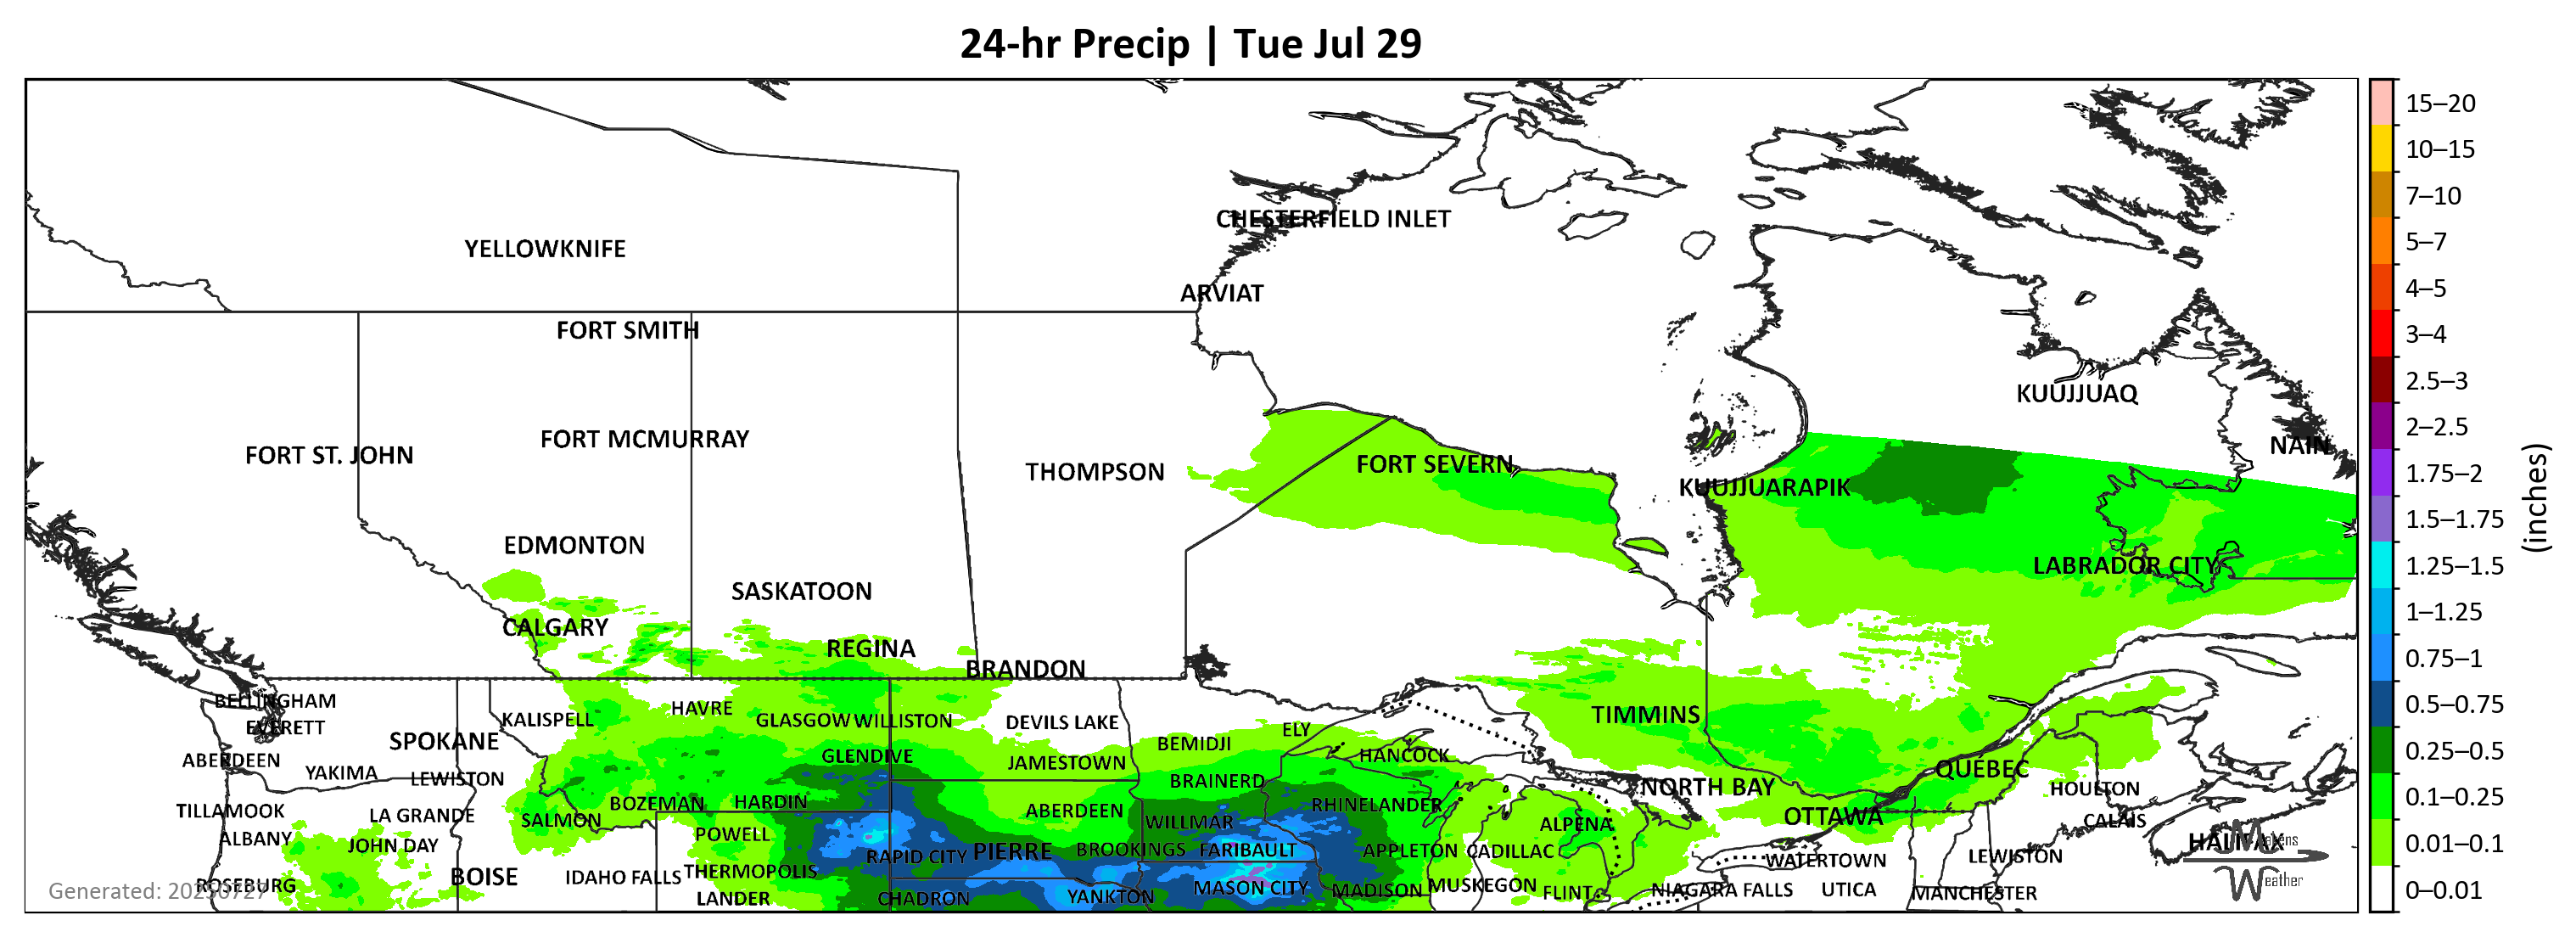 24-hr Precip | Tue Jul 29
15–20
10–15
7–10
5–7
4–5
3–4
2.5–3
2–2.5
1.75–2
1.5–1.75
1.25–1.5
1–1.25
0.75–1
0.5–0.75
0.25–0.5
0.1–0.25
0.01–0.1
0–0.01
(inches)
CHESTERFIELD INLET
YELLOWKNIFE
ARVIAT
FORT SMITH
KUUJJUAQ
FORT MCMURRAY
NAIN
FORT ST. JOHN
THOMPSON
FORT SEVERN
KUUJJUARAPIK
EDMONTON
LABRADOR CITY
SASKATOON
CALGARY
REGINA
BRANDON
BELLINGHAM
HAVRE
KALISPELL
GLASGOW
WILLISTON
DEVILS LAKE
TIMMINS
EVERETT
ELY
SPOKANE
BEMIDJI
HANCOCK
ABERDEEN
GLENDIVE
JAMESTOWN
QUÉBEC
YAKIMA
LEWISTON
BRAINERD
NORTH BAY
HOULTON
TILLAMOOK
LA GRANDE
SALMON
BOZEMAN
HARDIN
ABERDEEN
RHINELANDER
OTTAWA
CALAIS
ALBANY
JOHN DAY
POWELL
WILLMAR
ALPENA
HALIFAX
RAPID CITY
PIERRE
BROOKINGS
FARIBAULT
APPLETON
CADILLAC
WATERTOWN
LEWISTON
ROSEBURG
BOISE
IDAHO FALLS
THERMOPOLIS
MASON CITY
MADISON
MUSKEGON
FLINT
NIAGARA FALLS
UTICA
MANCHESTER
LANDER
CHADRON
YANKTON
Generated: 20250727
Weather